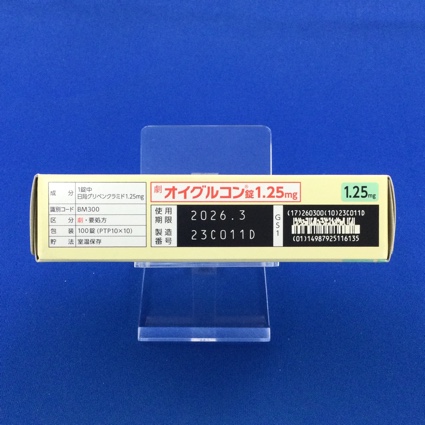 成分 1錠中
日局グリベンクラミド1.25mg
識別コード BM300
区分 劇・要処方
包装 100錠(PTP10×10)
貯法 室温保存
劇 オイグルコン®錠1.25mg
使用期限 2026.3
製造番号 23C011D
GS1
(17)260300(10)23C011D
(01)14987925116135
1.25mg